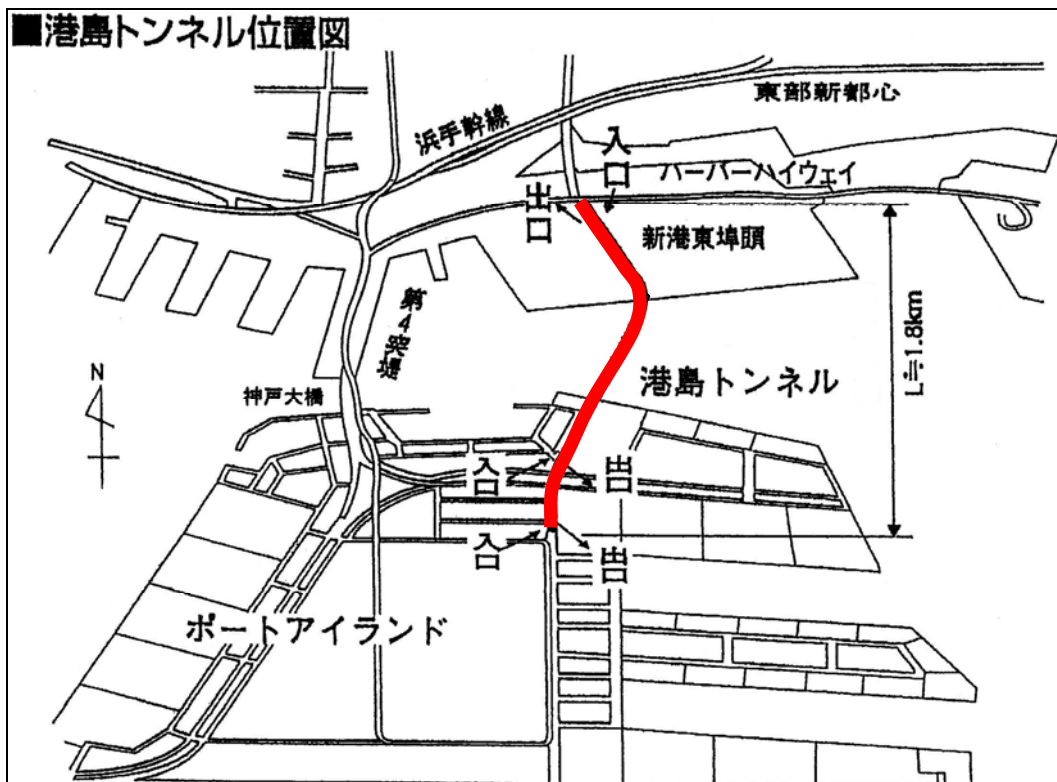 ■港島トンネル位置図
東部新都心
浜手幹線
入口
ハーバーハイウェイ
出口
新港東埠頭
第4突堤
N
港島トンネル
L≒1.8km
神戸大橋
入口
出口
入口
出口
ポートアイランド